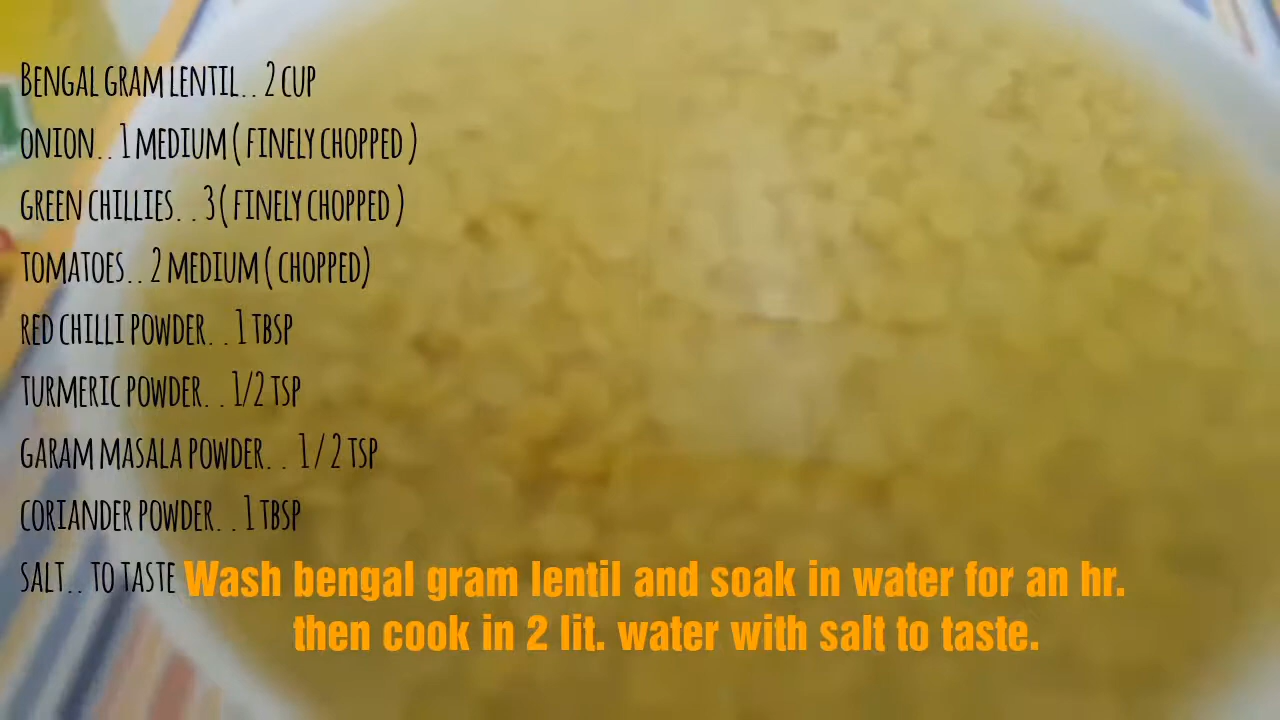 Bengal gram lentil.. 2 cup
onion.. 1 medium ( finely chopped )
green chillies.. 3( finely chopped )
tomatoes.. 2 medium ( chopped)
red chilli powder.. 1 tbsp
turmeric powder.. 1/2 tsp
garam masala powder.. 1 / 2 tsp
coriander powder.. 1 tbsp
salt.. to taste
Wash bengal gram lentil and soak in water for an hr.
then cook in 2 lit. water with salt to taste.